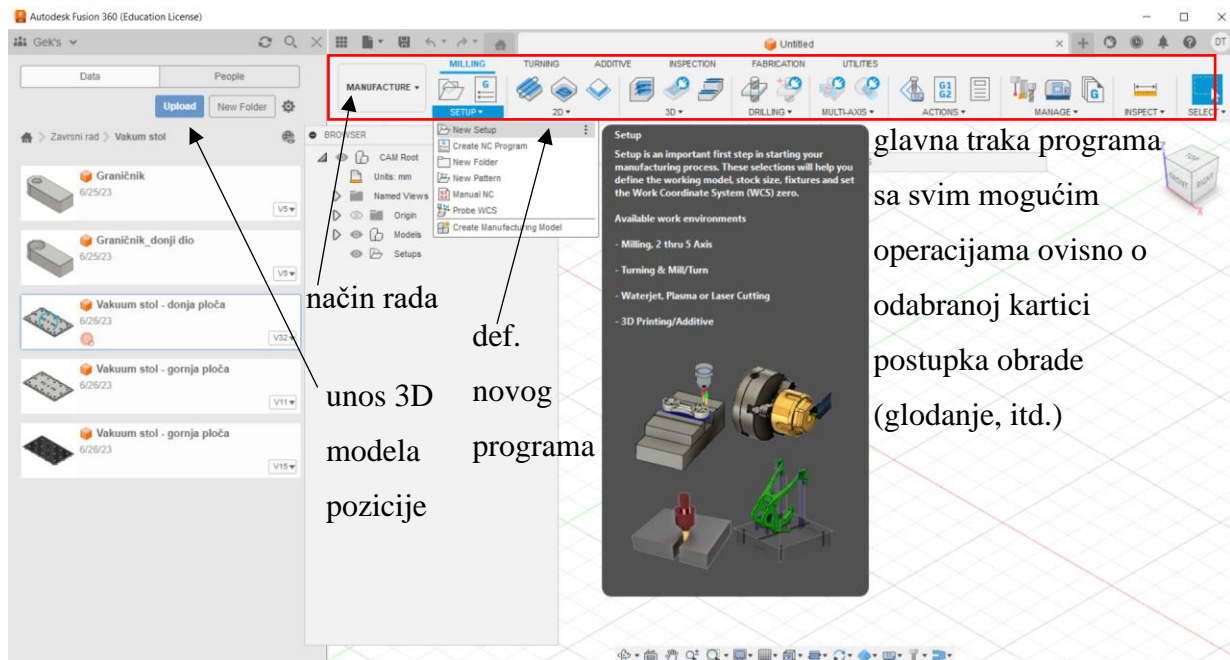 Autodesk Fusion 360 (Education License)
Gek's
Untitled
DT
Data
People
Upload
New Folder
Zavrsni rad > Vakum stol
Graničnik
6/25/23
V5
Graničnik_donji dio
6/25/23
V5
Vakuum stol - donja ploča
6/26/23
V32
Vakuum stol - gornja ploča
6/26/23
V11
Vakuum stol - gornja ploča
6/26/23
V15
MANUFACTURE
MILLING
TURNING
ADDITIVE
INSPECTION
FABRICATION
UTILITIES
G
G1
G2
G
SETUP
2D
3D
DRILLING
MULTI-AXIS
ACTIONS
MANAGE
INSPECT
SELECT
BROWSER
CAM Root
Units: mm
Named Views
Origin
Models
Setups
New Setup
Create NC Program
New Folder
New Pattern
Manual NC
Probe WCS
Create Manufacturing Model
Setup
Setup is an important first step in starting your
manufacturing process. These selections will help you
define the working model, stock size, fixtures and set
the Work Coordinate System (WCS) zero.
Available work environments
- Milling, 2 thru 5 Axis
- Turning & Mill/Turn
- Waterjet, Plasma or Laser Cutting
- 3D Printing/Additive
način rada
def.
novog
programa
unos 3D
modela
pozicije
glavna traka programa
sa svim mogućim
operacijama ovisno o
odabranoj kartici
postupka obrade
(glodanje, itd.)
Z
TOP
FRONT
RIGHT
X